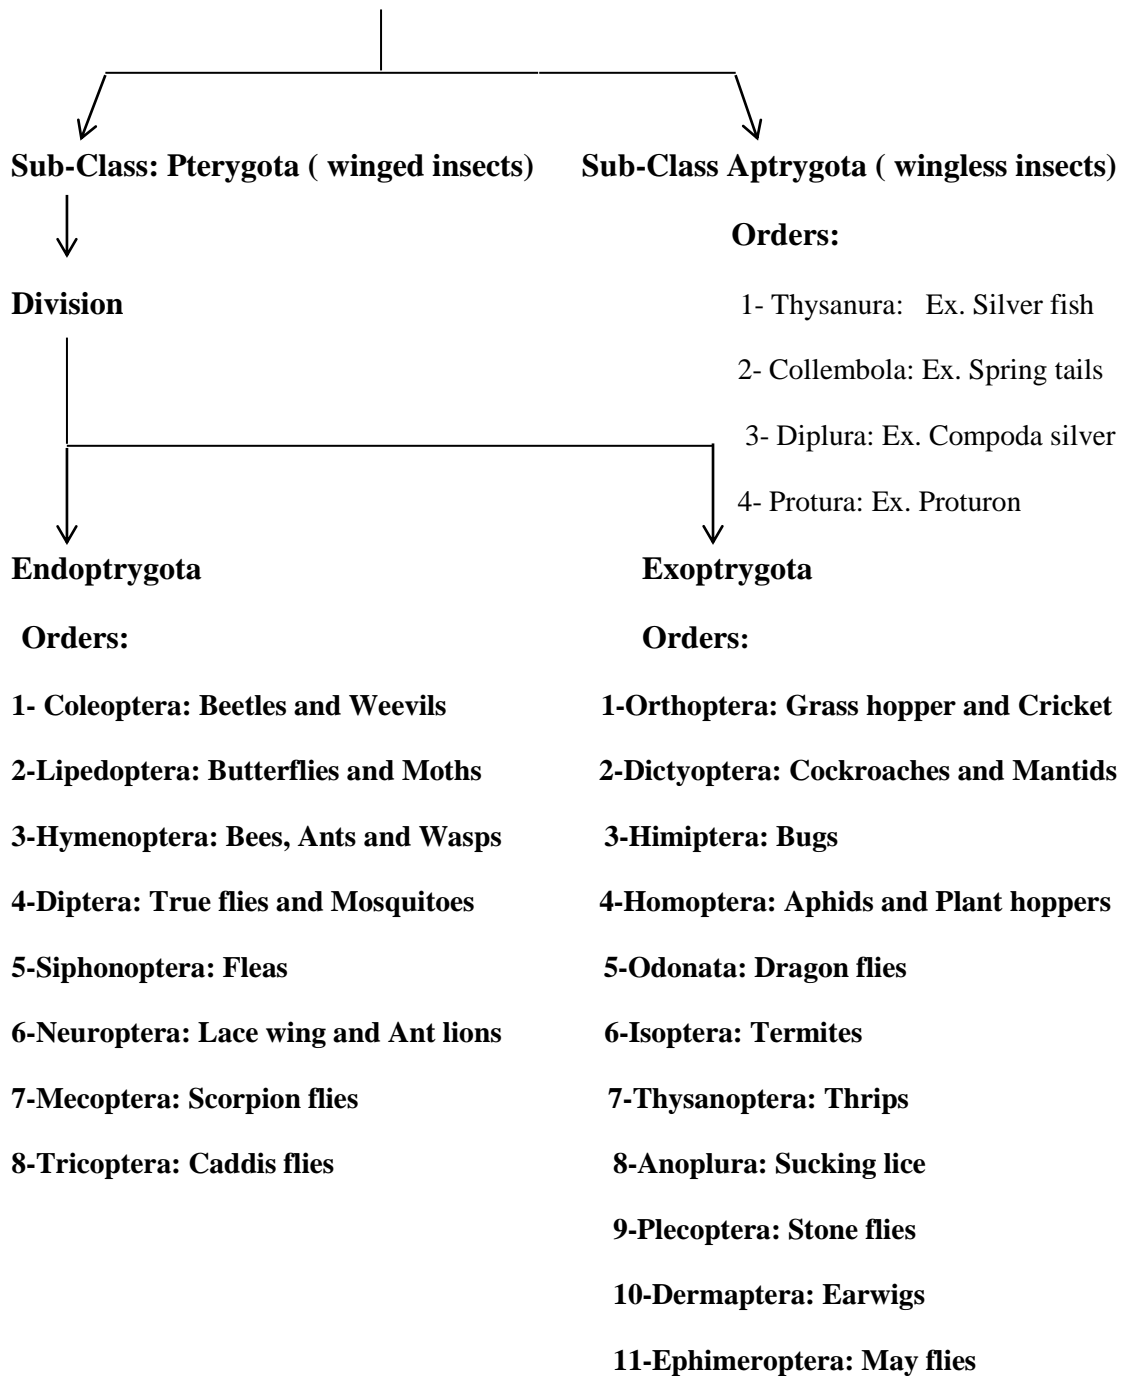 Sub-Class: Pterygota ( winged insects) Sub-Class Aptrygota ( wingless insects)
Orders:
Division
1- Thysanura: Ex. Silver fish
2- Collembola: Ex. Spring tails
3- Diplura: Ex. Compoda silver
4- Protura: Ex. Proturon
Endoptrygota Exoptrygota
Orders: Orders:
1- Coleoptera: Beetles and Weevils 1-Orthoptera: Grass hopper and Cricket
2-Lipedoptera: Butterflies and Moths 2-Dictyoptera: Cockroaches and Mantids
3-Hymenoptera: Bees, Ants and Wasps 3-Himiptera: Bugs
4-Diptera: True flies and Mosquitoes 4-Homoptera: Aphids and Plant hoppers
5-Siphonoptera: Fleas 5-Odonata: Dragon flies
6-Neuroptera: Lace wing and Ant lions 6-Isoptera: Termites
7-Mecoptera: Scorpion flies 7-Thysanoptera: Thrips
8-Tricoptera: Caddis flies 8-Anoplura: Sucking lice
9-Plecoptera: Stone flies
10-Dermaptera: Earwigs
11-Ephimeroptera: May flies